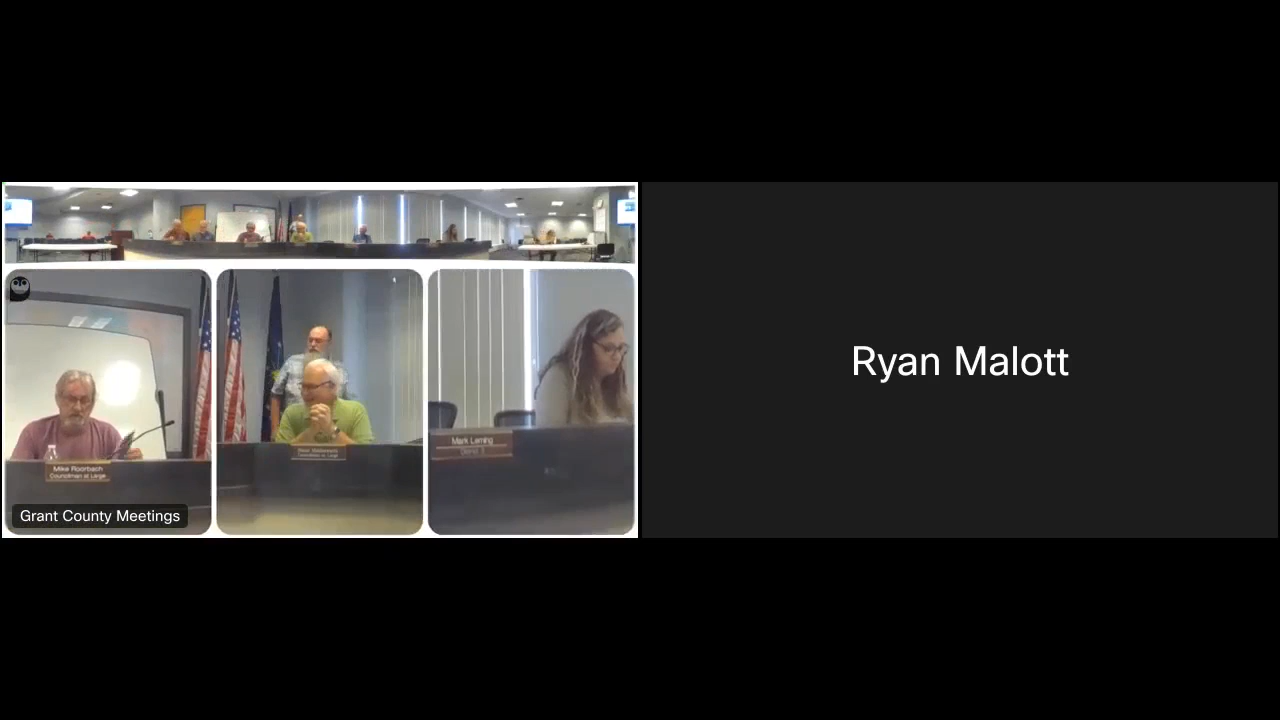 Mike Roorbach
Councilman at Large
Mark Leming
Grant County Meetings
Ryan Malott